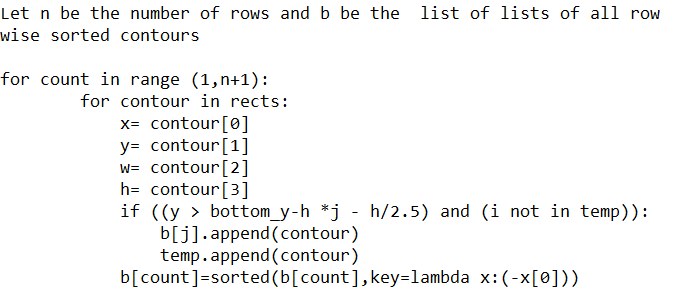 Let n be the number of rows and b be the  list of lists of all row
wise sorted contours

for count in range (1,n+1):
        for contour in rects:
            x= contour[0]
            y= contour[1]
            w= contour[2]
            h= contour[3]
            if ((y > bottom_y-h *j - h/2.5) and (i not in temp)):
                b[j].append(contour)
                temp.append(contour)
            b[count]=sorted(b[count],key=lambda x:(-x[0]))